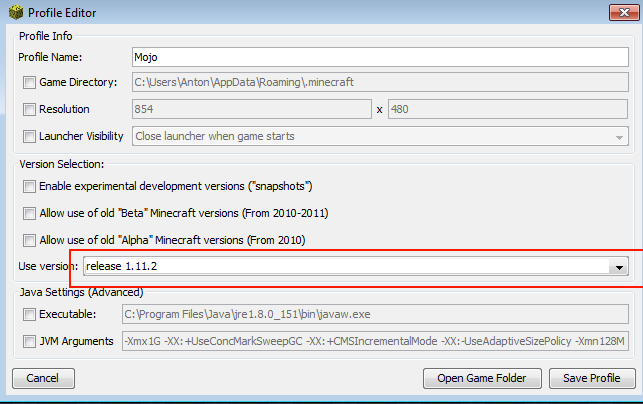 Profile Editor
Profile Info
Profile Name: Mojo
Game Directory: C:\Users\Anton\AppData\Roaming\.minecraft
Resolution 854 x 480
Launcher Visibility Close launcher when game starts
Version Selection:
Enable experimental development versions ("snapshots")
Allow use of old "Beta" Minecraft versions (From 2010-2011)
Allow use of old "Alpha" Minecraft versions (From 2010)
Use version: release 1.11.2
Java Settings (Advanced)
Executable: C:\Program Files\Java\jre1.8.0_151\bin\javaw.exe
JVM Arguments -Xmx1G -XX:+UseConcMarkSweepGC -XX:+CMSIncrementalMode -XX:-UseAdaptiveSizePolicy -Xmn128M
Cancel Open Game Folder Save Profile